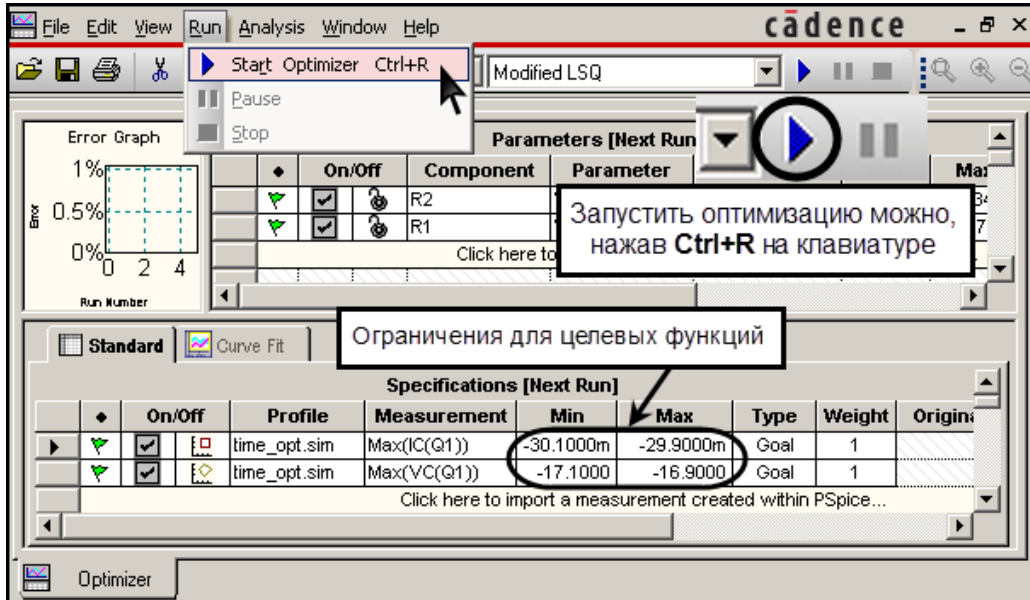 File Edit View Run Analysis Window Help cādence
Start Optimizer Ctrl+R
Modified LSQ
Pause
Stop
Error Graph
1%
0.5%
0%
0 2 4
Error
Run Number
Parameters [Next Run
On/Off Component Parameter
R2
R1
Click here to
Запустить оптимизацию можно,
нажав Ctrl+R на клавиатуре
Ограничения для целевых функций
Standard Curve Fit
Specifications [Next Run]
On/Off Profile Measurement Min Max Type Weight Origina
time_opt.sim Max(IC(Q1)) -30.1000m -29.9000m Goal 1
time_opt.sim Max(VC(Q1)) -17.1000 -16.9000 Goal 1
Click here to import a measurement created within PSpice...
Optimizer